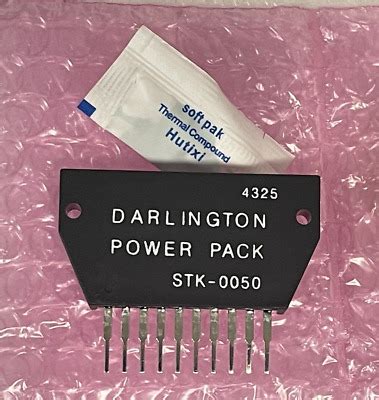 soft pak
Thermal Compound
Hutixi
4325
DARLINGTON
POWER PACK
STK-0050